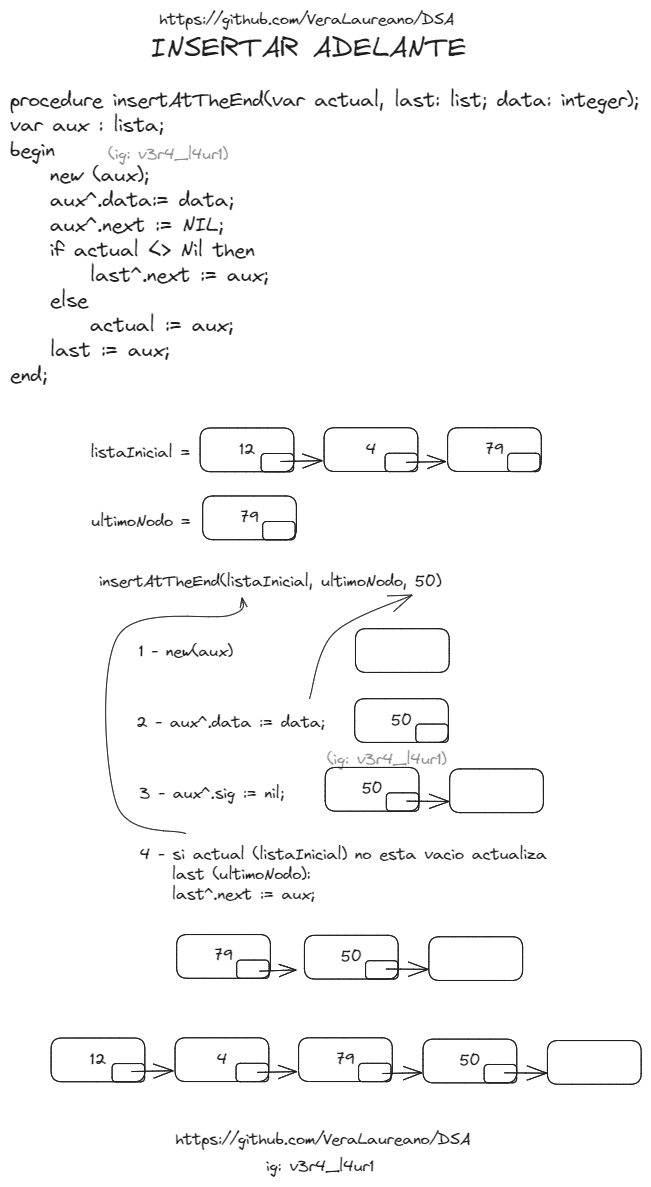 https://github.com/VeraLaureano/DSA
INSERTAR ADELANTE
procedure insertAtTheEnd(var actual, last: list; data: integer);
var aux : lista;
begin
(ig: v3r4_l4ur1)
new (aux);
aux^.data:= data;
aux^.next := NIL;
if actual <> Nil then
last^.next := aux;
else
actual := aux;
last := aux;
end;
listaInicial =
12
4
79
ultimoNodo =
79
insertAtTheEnd(listaInicial, ultimoNodo, 50)
1 - new(aux)
2 - aux^.data := data;
50
(ig: v3r4_l4ur1)
3 - aux^.sig := nil;
50
4 - si actual (listaInicial) no esta vacio actualiza
last (ultimoNodo):
last^.next := aux;
79
50
12
4
79
50
https://github.com/VeraLaureano/DSA
ig: v3r4_l4ur1